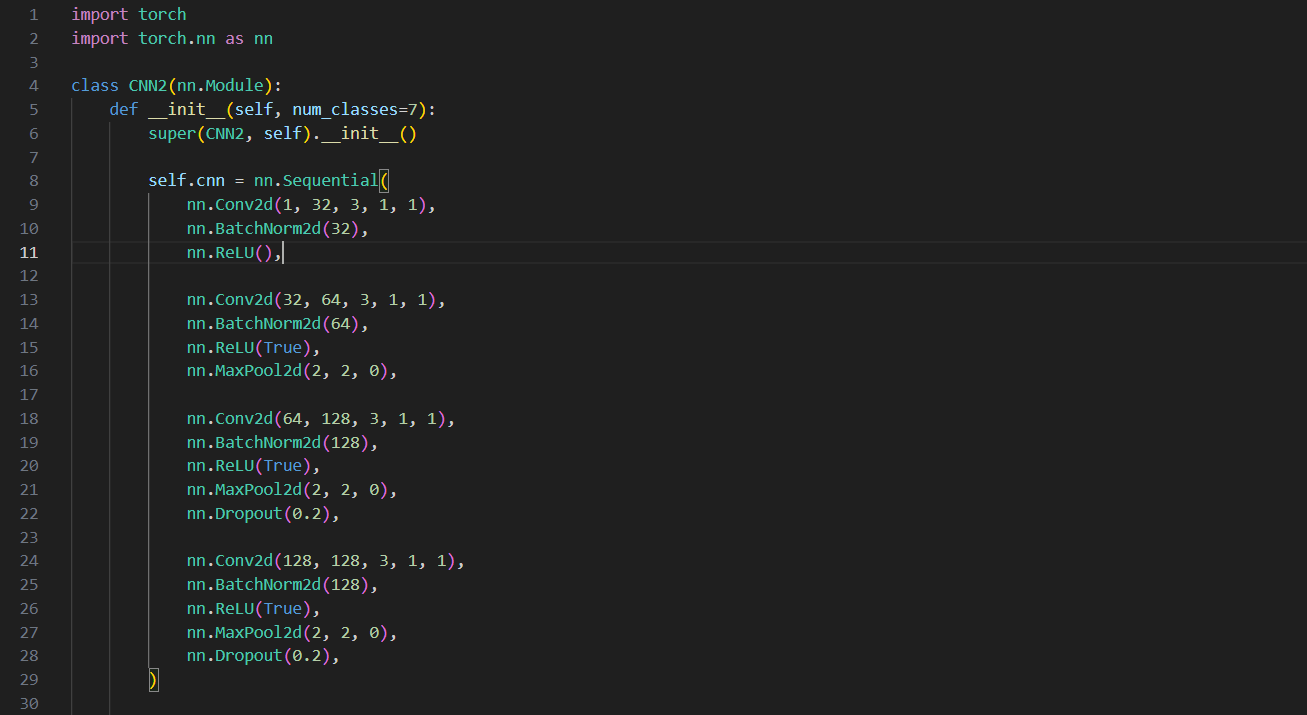 1 import torch
2 import torch.nn as nn
3
4 class CNN2(nn.Module):
5     def __init__(self, num_classes=7):
6         super(CNN2, self).__init__()
7
8         self.cnn = nn.Sequential(
9             nn.Conv2d(1, 32, 3, 1, 1),
10             nn.BatchNorm2d(32),
11             nn.ReLU(),
12
13             nn.Conv2d(32, 64, 3, 1, 1),
14             nn.BatchNorm2d(64),
15             nn.ReLU(True),
16             nn.MaxPool2d(2, 2, 0),
17
18             nn.Conv2d(64, 128, 3, 1, 1),
19             nn.BatchNorm2d(128),
20             nn.ReLU(True),
21             nn.MaxPool2d(2, 2, 0),
22             nn.Dropout(0.2),
23
24             nn.Conv2d(128, 128, 3, 1, 1),
25             nn.BatchNorm2d(128),
26             nn.ReLU(True),
27             nn.MaxPool2d(2, 2, 0),
28             nn.Dropout(0.2),
29         )
30